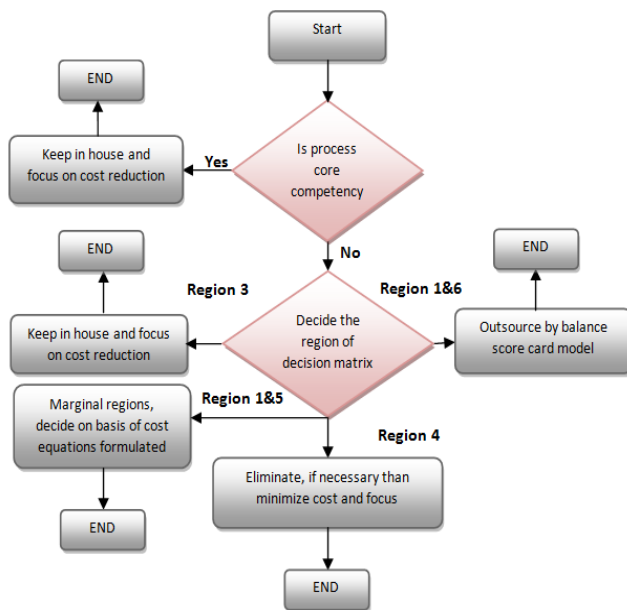 Start
END
Is process
core
competency
Yes
Keep in house and
focus on cost reduction
No
END
Region 3
Region 1&6
END
Decide the
region of
decision matrix
Keep in house and focus
on cost reduction
Outsource by balance
score card model
Marginal regions,
decide on basis of cost
equations formulated
Region 1&5
Region 4
Eliminate, if necessary than
minimize cost and focus
END
END